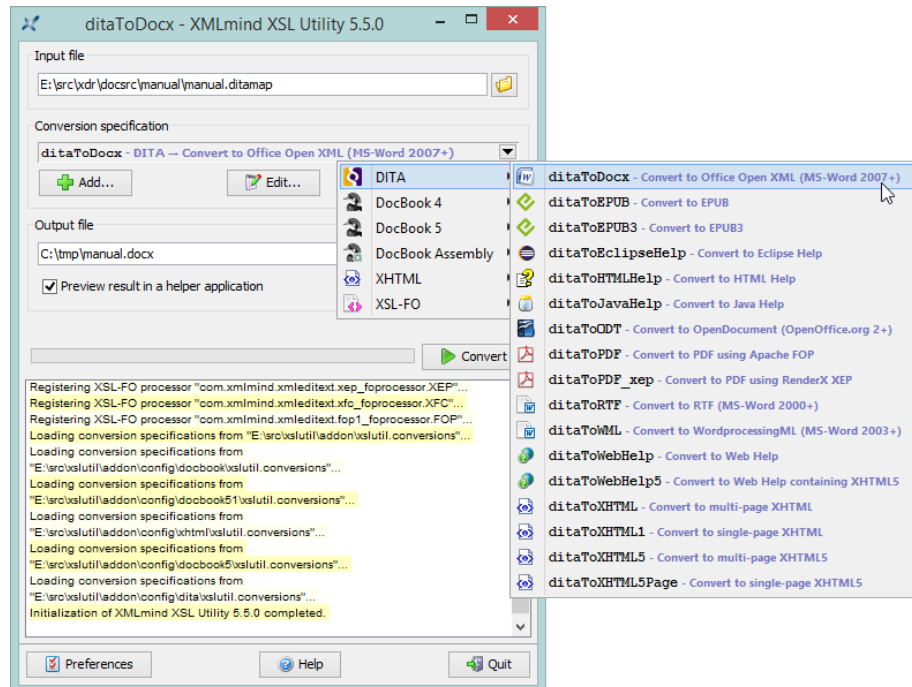 ditaToDocx - XMLmind XSL Utility 5.5.0
Input file
E:\src\xdr\docsrc\manual\manual.ditamap
Conversion specification
ditaToDocx - DITA → Convert to Office Open XML (MS-Word 2007+)
Add...
Edit...
Output file
C:\tmp\manual.docx
Preview result in a helper application
Convert
DITA
DocBook 4
DocBook 5
DocBook Assembly
XHTML
XSL-FO
ditaToDocx - Convert to Office Open XML (MS-Word 2007+)
ditaToEPUB - Convert to EPUB
ditaToEPUB3 - Convert to EPUB3
ditaToEclipseHelp - Convert to Eclipse Help
ditaToHTMLHelp - Convert to HTML Help
ditaToJavaHelp - Convert to Java Help
ditaToODT - Convert to OpenDocument (OpenOffice.org 2+)
ditaToPDF - Convert to PDF using Apache FOP
ditaToPDF_xep - Convert to PDF using RenderX XEP
ditaToRTF - Convert to RTF (MS-Word 2000+)
ditaToWML - Convert to WordprocessingML (MS-Word 2003+)
ditaToWebHelp - Convert to Web Help
ditaToWebHelp5 - Convert to Web Help containing XHTML5
ditaToXHTML - Convert to multi-page XHTML
ditaToXHTML1 - Convert to single-page XHTML
ditaToXHTML5 - Convert to multi-page XHTML5
ditaToXHTML5Page - Convert to single-page XHTML5
Registering XSL-FO processor "com.xmlmind.xmleditext.xep_foprocessor.XEP"...
Registering XSL-FO processor "com.xmlmind.xmleditext.xfc_foprocessor.XFC"...
Registering XSL-FO processor "com.xmlmind.xmleditext.fop1_foprocessor.FOP"...
Loading conversion specifications from "E:\src\xslutil\addon\xslutil.conversions"...
Loading conversion specifications from
"E:\src\xslutil\addon\config\docbook\xslutil.conversions"...
Loading conversion specifications from
"E:\src\xslutil\addon\config\docbook51\xslutil.conversions"...
Loading conversion specifications from
"E:\src\xslutil\addon\config\xhtml\xslutil.conversions"...
Loading conversion specifications from
"E:\src\xslutil\addon\config\docbook5\xslutil.conversions"...
Loading conversion specifications from
"E:\src\xslutil\addon\config\dita\xslutil.conversions"...
Initialization of XMLmind XSL Utility 5.5.0 completed.
Preferences
Help
Quit